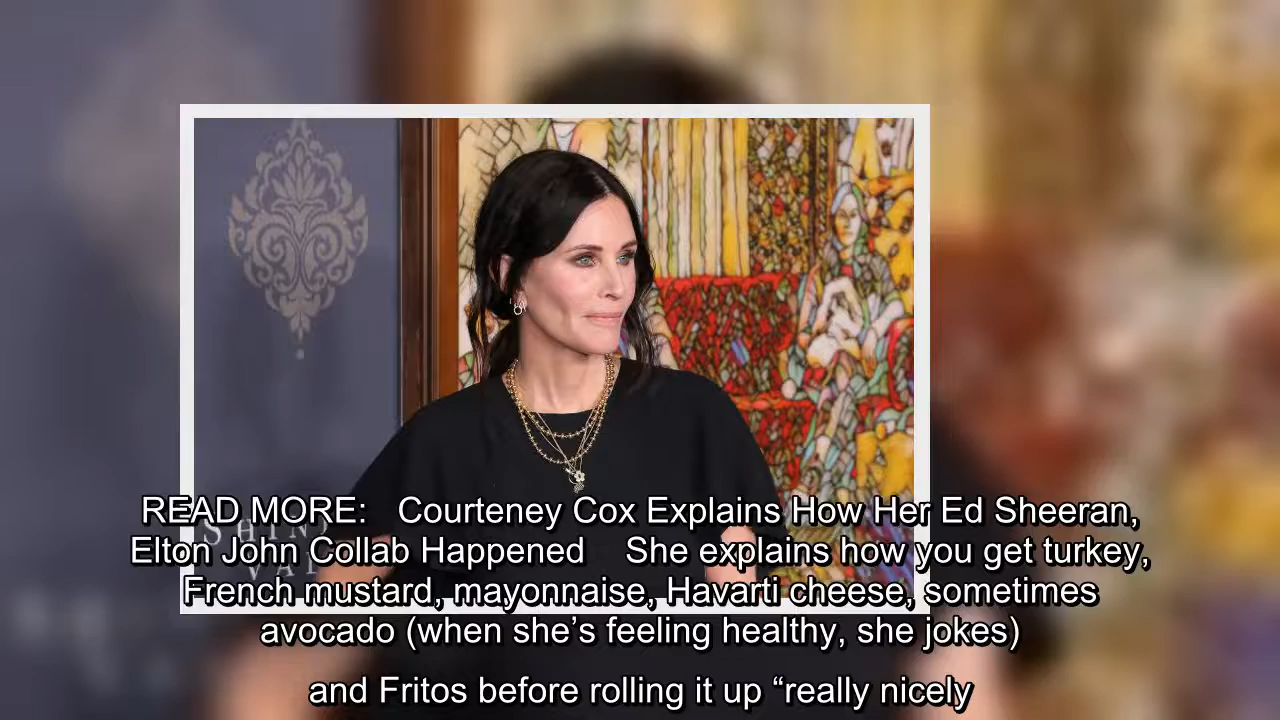 READ MORE: Courteney Cox Explains How Her Ed Sheeran,
Elton John Collab Happened She explains how you get turkey,
French mustard, mayonnaise, Havarti cheese, sometimes
avocado (when she’s feeling healthy, she jokes)
and Fritos before rolling it up “really nicely